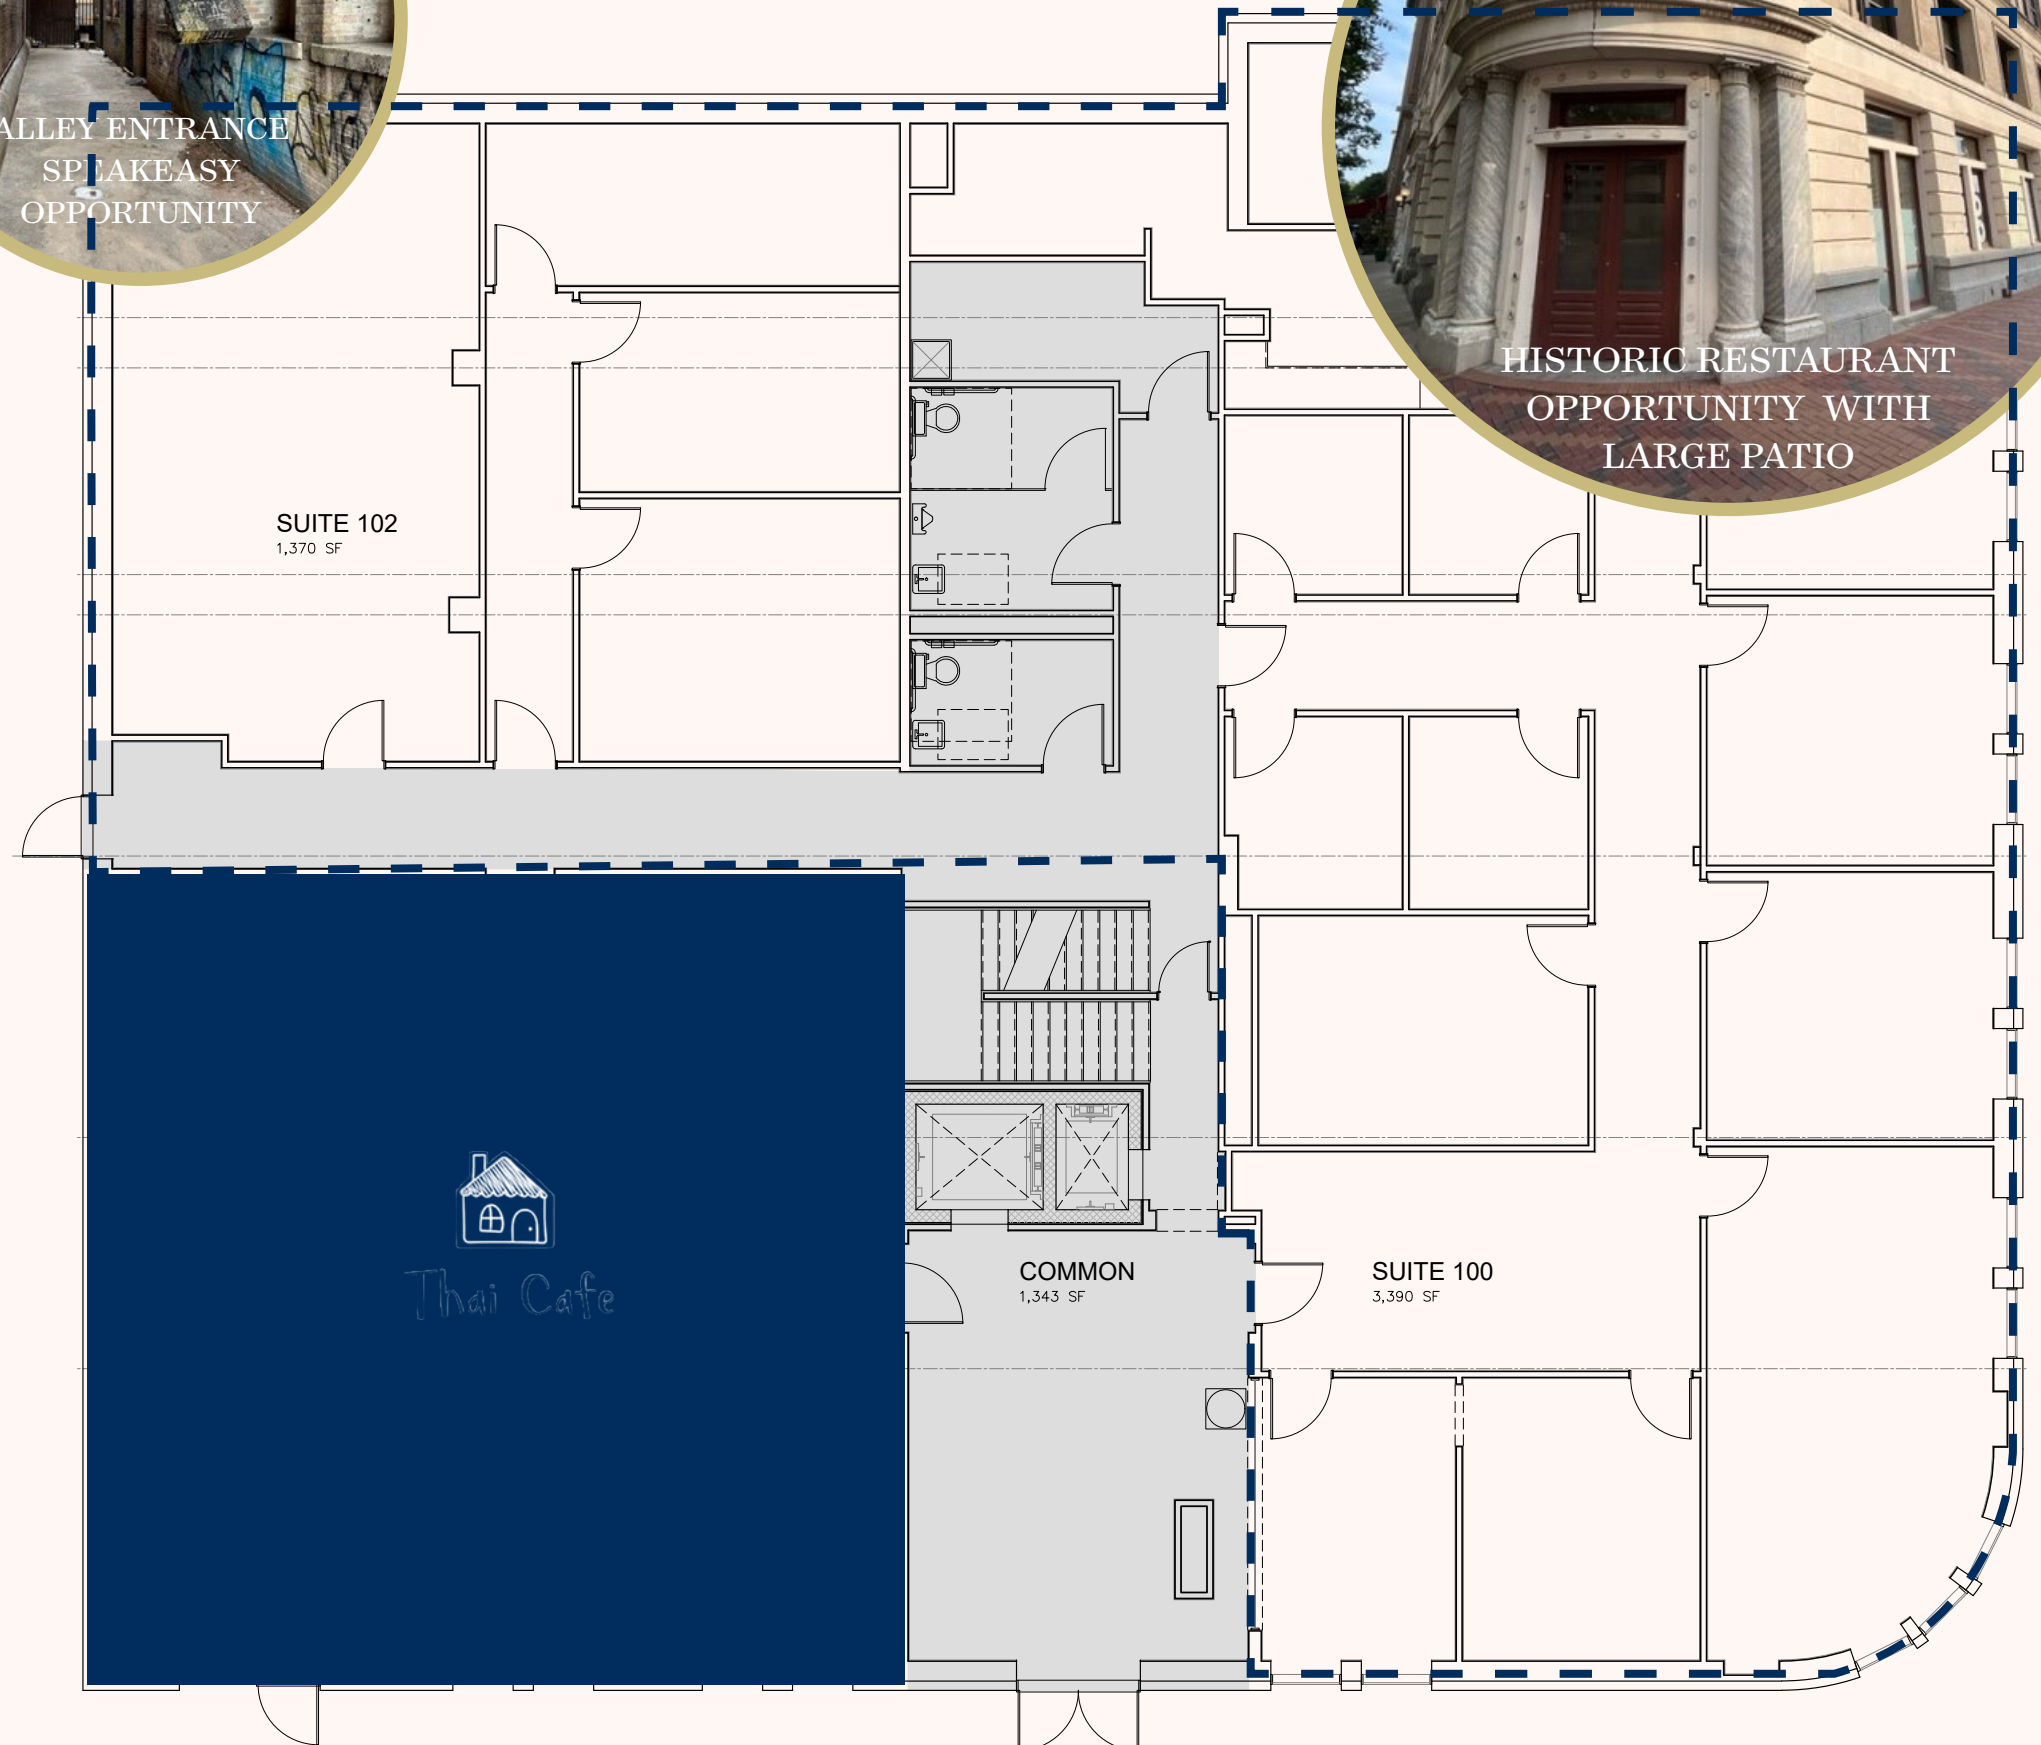 ALLEY ENTRANCE
SPEAKEASY
OPPORTUNITY
HISTORIC RESTAURANT
OPPORTUNITY WITH
LARGE PATIO
SUITE 102
1,370 SF
Thai Cafe
COMMON
1,343 SF
SUITE 100
3,390 SF